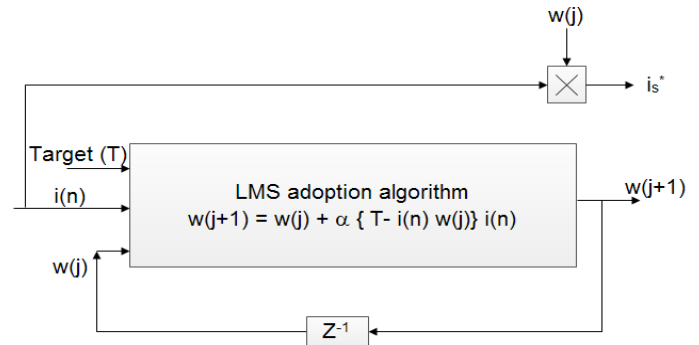 w(j)
is*
Target (T)
i(n)
LMS adoption algorithm
w(j+1) = w(j) + α { T- i(n) w(j)} i(n)
w(j+1)
w(j)
Z-1